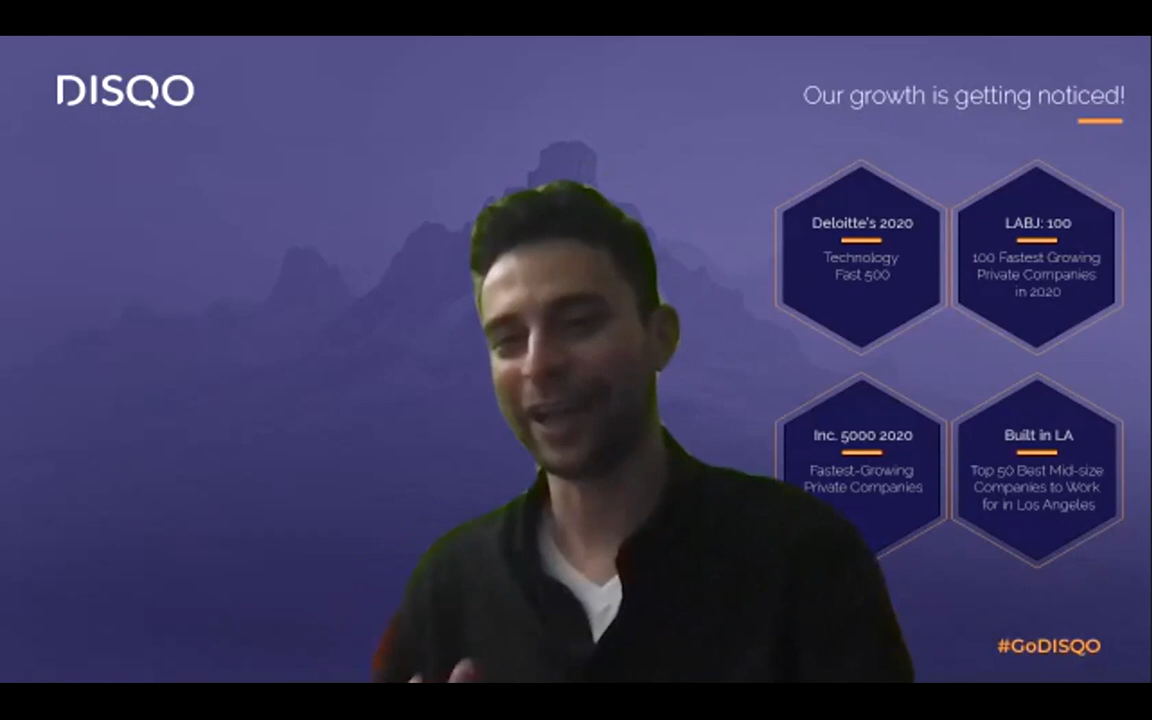 DISQO
Our growth is getting noticed!
Deloitte's 2020
Technology
Fast 500
LABJ: 100
100 Fastest Growing
Private Companies
in 2020
Inc. 5000 2020
Fastest-Growing
Private Companies
Built in LA
Top 50 Best Mid-size
Companies to Work
for in Los Angeles
#GoDISQO